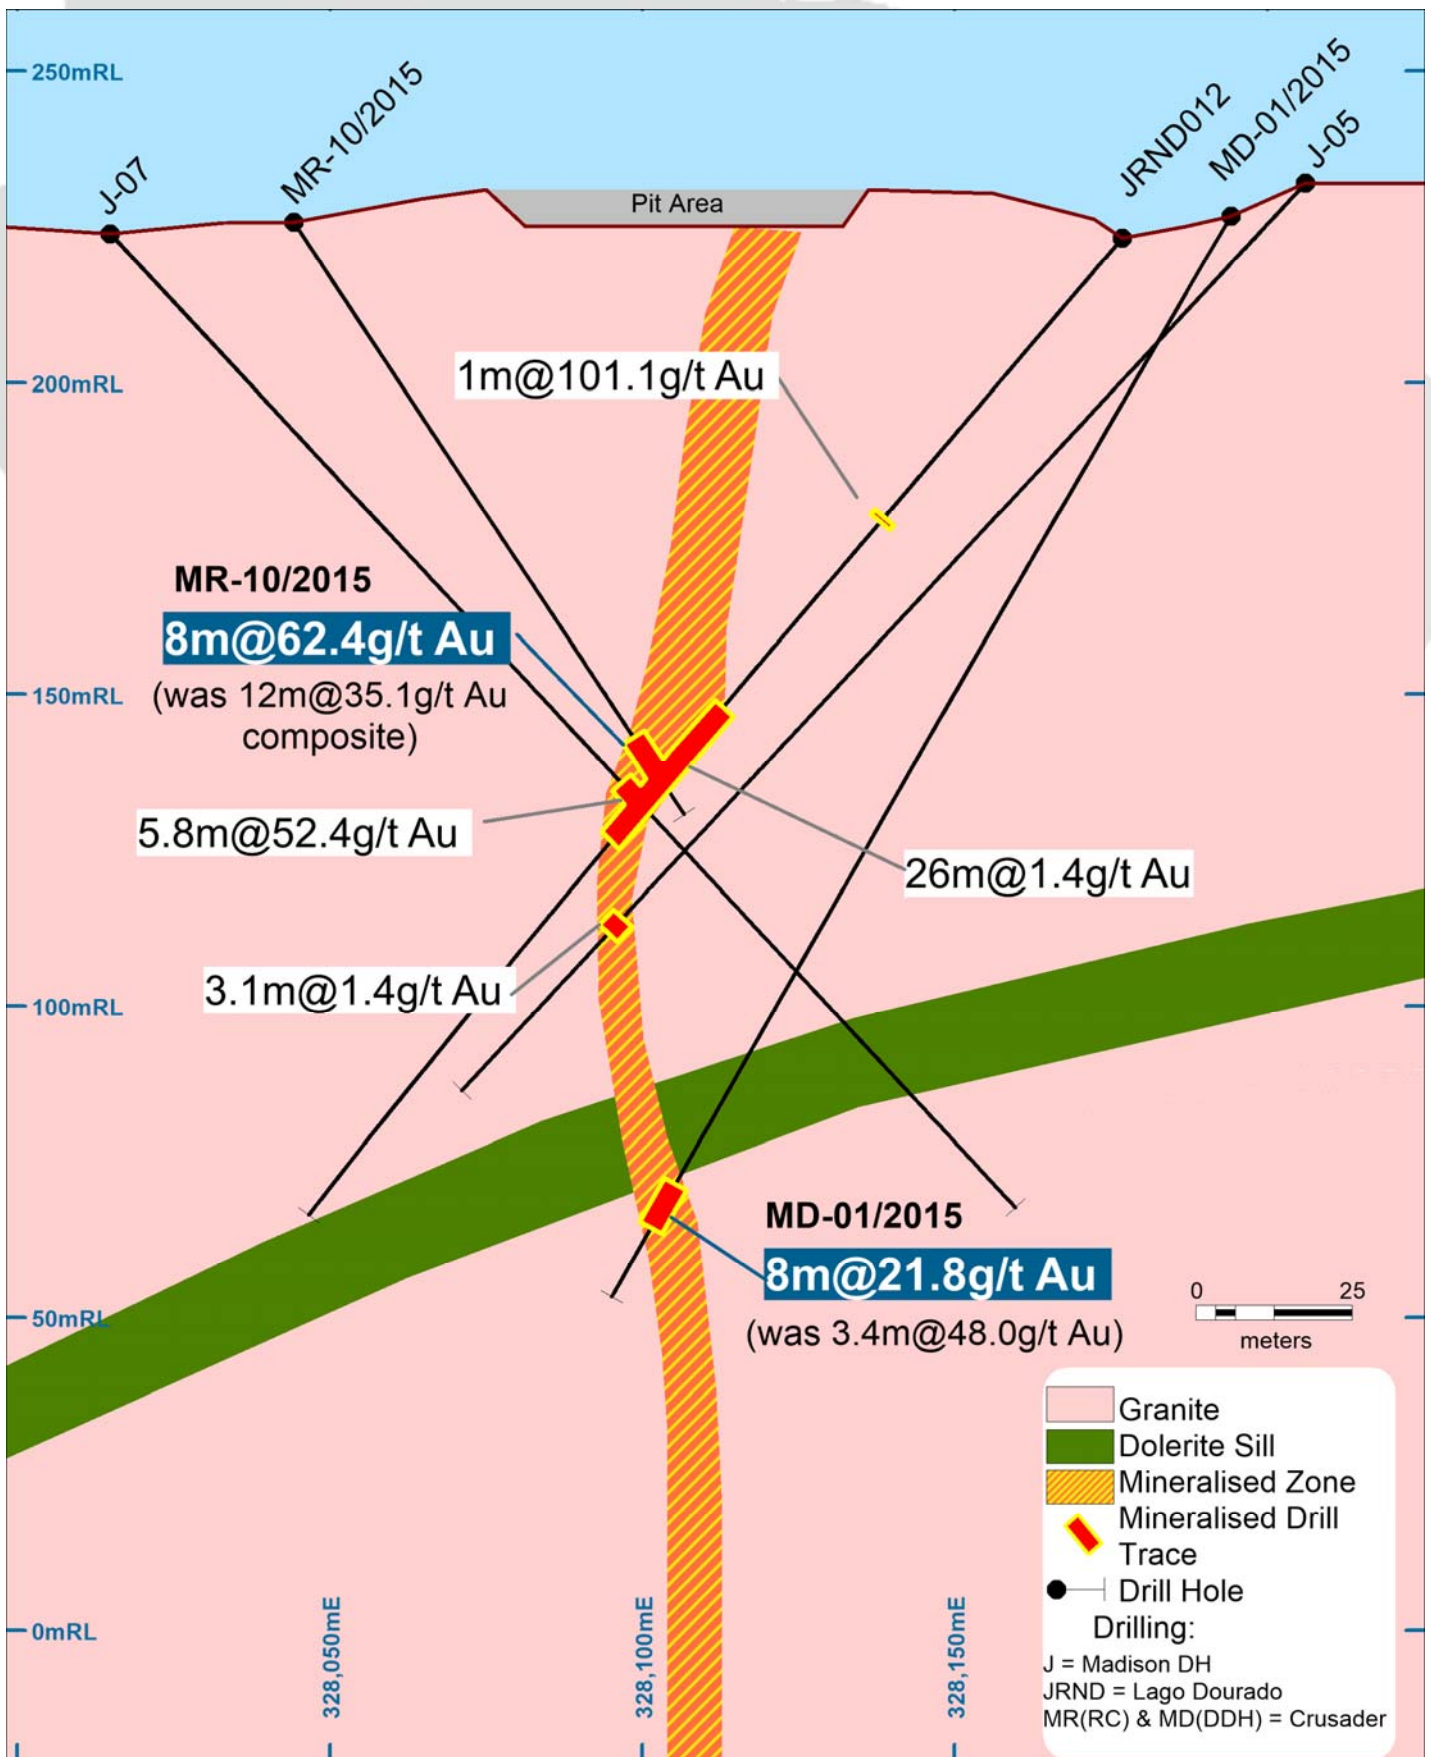 250mRL
J-07
MR-10/2015
JRND012
MD-01/2015
J-05
Pit Area
200mRL
1m@101.1g/t Au
MR-10/2015
8m@62.4g/t Au
(was 12m@35.1g/t Au
composite)
150mRL
5.8m@52.4g/t Au
26m@1.4g/t Au
3.1m@1.4g/t Au
100mRL
MD-01/2015
8m@21.8g/t Au
(was 3.4m@48.0g/t Au)
50mRL
0 25
meters
Granite
Dolerite Sill
Mineralised Zone
Mineralised Drill
Trace
Drill Hole
Drilling:
J = Madison DH
JRND = Lago Dourado
MR(RC) & MD(DDH) = Crusader
0mRL
328,050mE
328,100mE
328,150mE